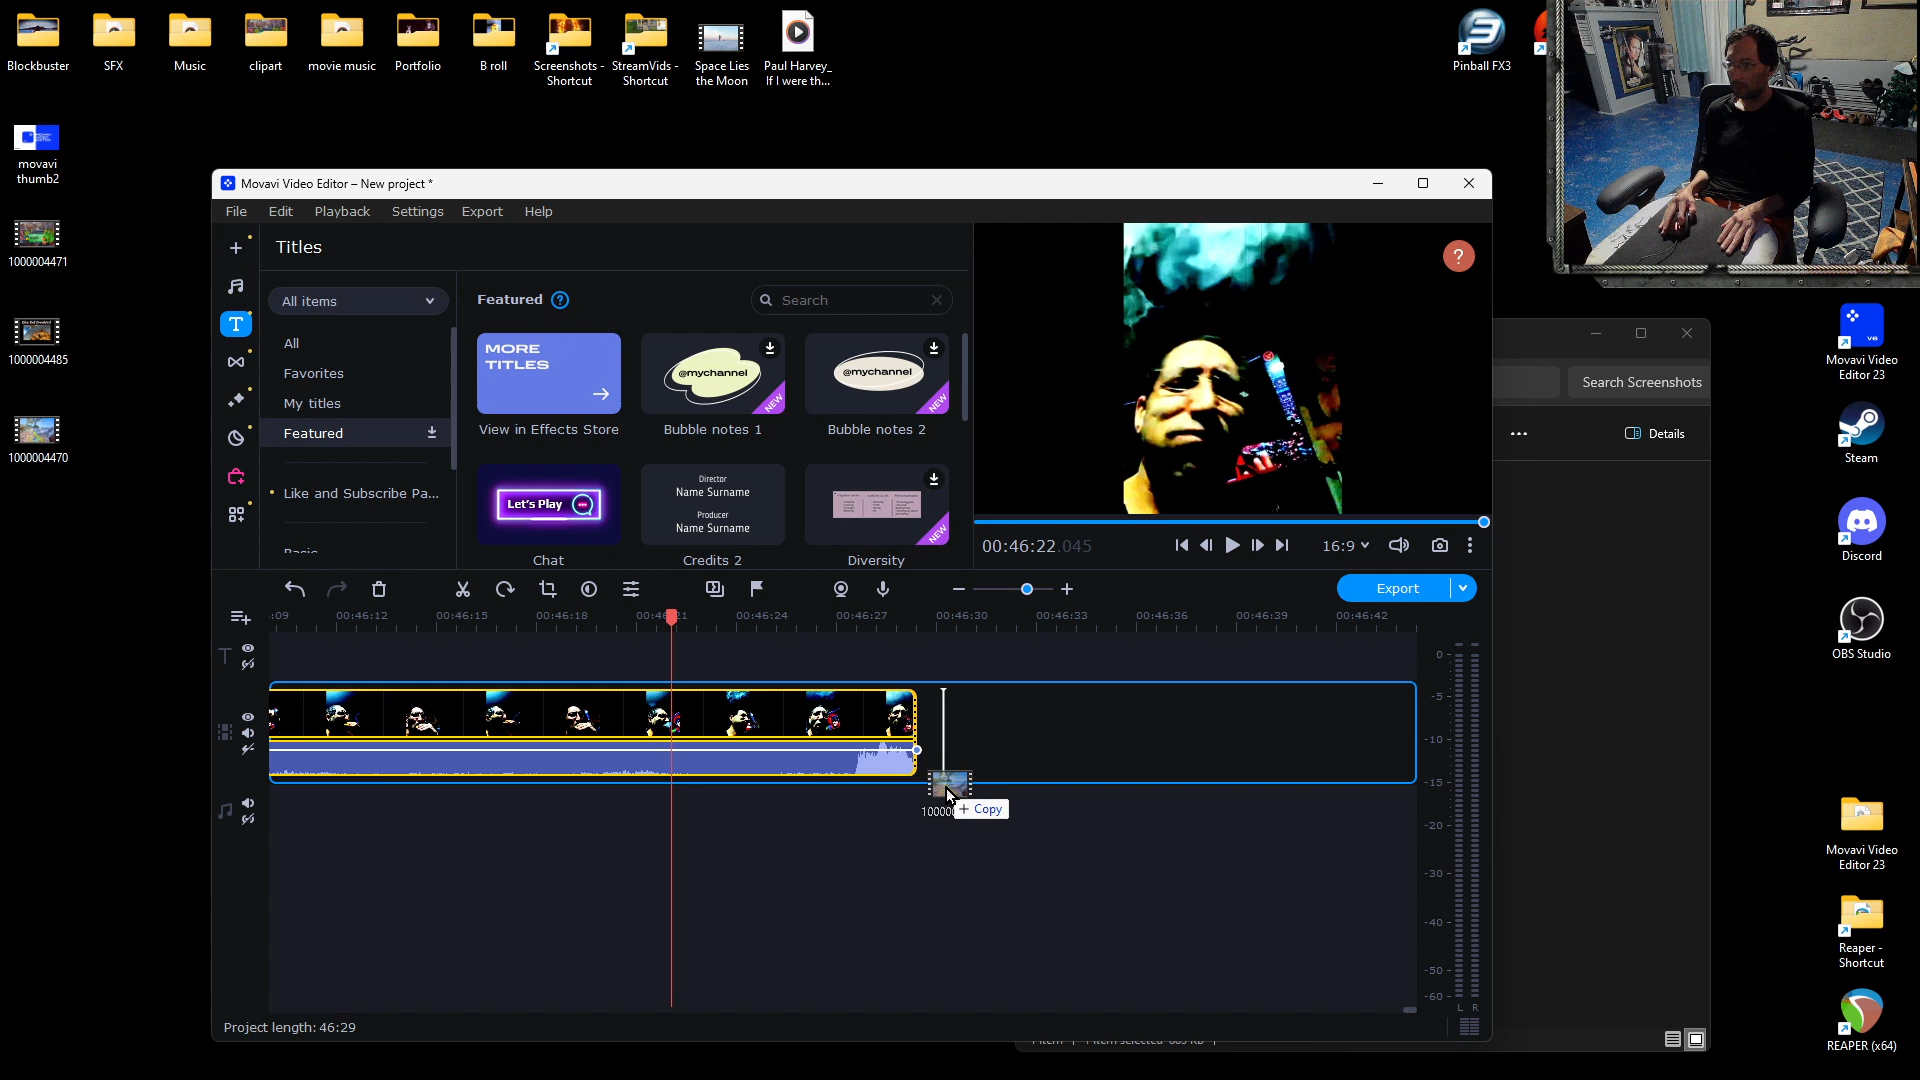 Blockbuster
SFX
Music
clipart
movie music
Portfolio
B roll
Screenshots -
Shortcut
StreamVids -
Shortcut
Space Lies
the Moon
Paul Harvey_
If I were th...
Pinball FX3
movavi
thumb2
1000004471
1000004485
1000004470
Movavi Video Editor – New project *
File
Edit
Playback
Settings
Export
Help
Titles
All items
All
Favorites
My titles
Featured
Like and Subscribe Pa...
Featured
?
Search
MORE
TITLES
View in Effects Store
@mychannel
NEW
Bubble notes 1
@mychannel
NEW
Bubble notes 2
Let's Play
Chat
Director
Name Surname
Producer
Name Surname
Credits 2
NEW
Diversity
?
00:46:22.045
16:9
Export
:09
00:46:12
00:46:15
00:46:18
00:46:24
00:46:27
00:46:30
00:46:33
00:46:36
00:46:39
00:46:42
+ Copy
0
-5
-10
-15
-20
-30
-40
-50
-60
L R
Project length: 46:29
Search Screenshots
Details
Movavi Video
Editor 23
Steam
Discord
OBS Studio
Movavi Video
Editor 23
Reaper -
Shortcut
REAPER (x64)